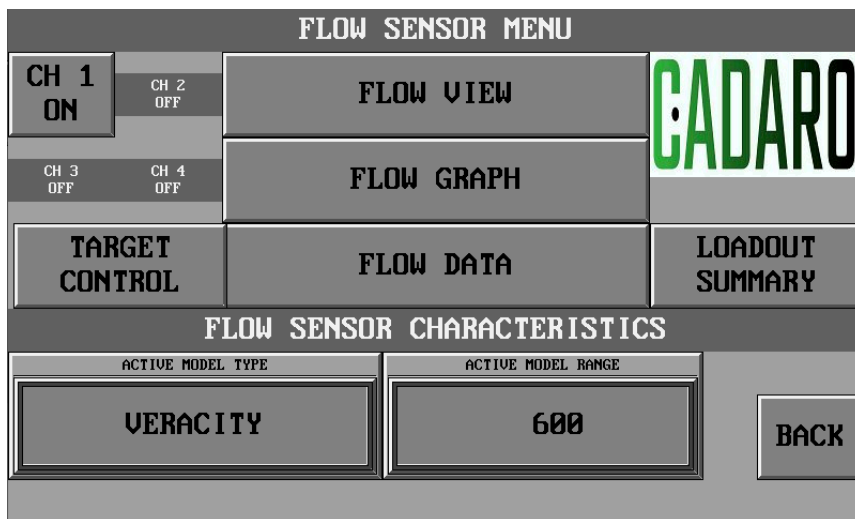 FLOW SENSOR MENU
CH 1
ON
CH 2
OFF
FLOW VIEW
CADARO
CH 3
OFF
CH 4
OFF
FLOW GRAPH
TARGET
CONTROL
FLOW DATA
LOADOUT
SUMMARY
FLOW SENSOR CHARACTERISTICS
ACTIVE MODEL TYPE
ACTIVE MODEL RANGE
VERACITY
600
BACK